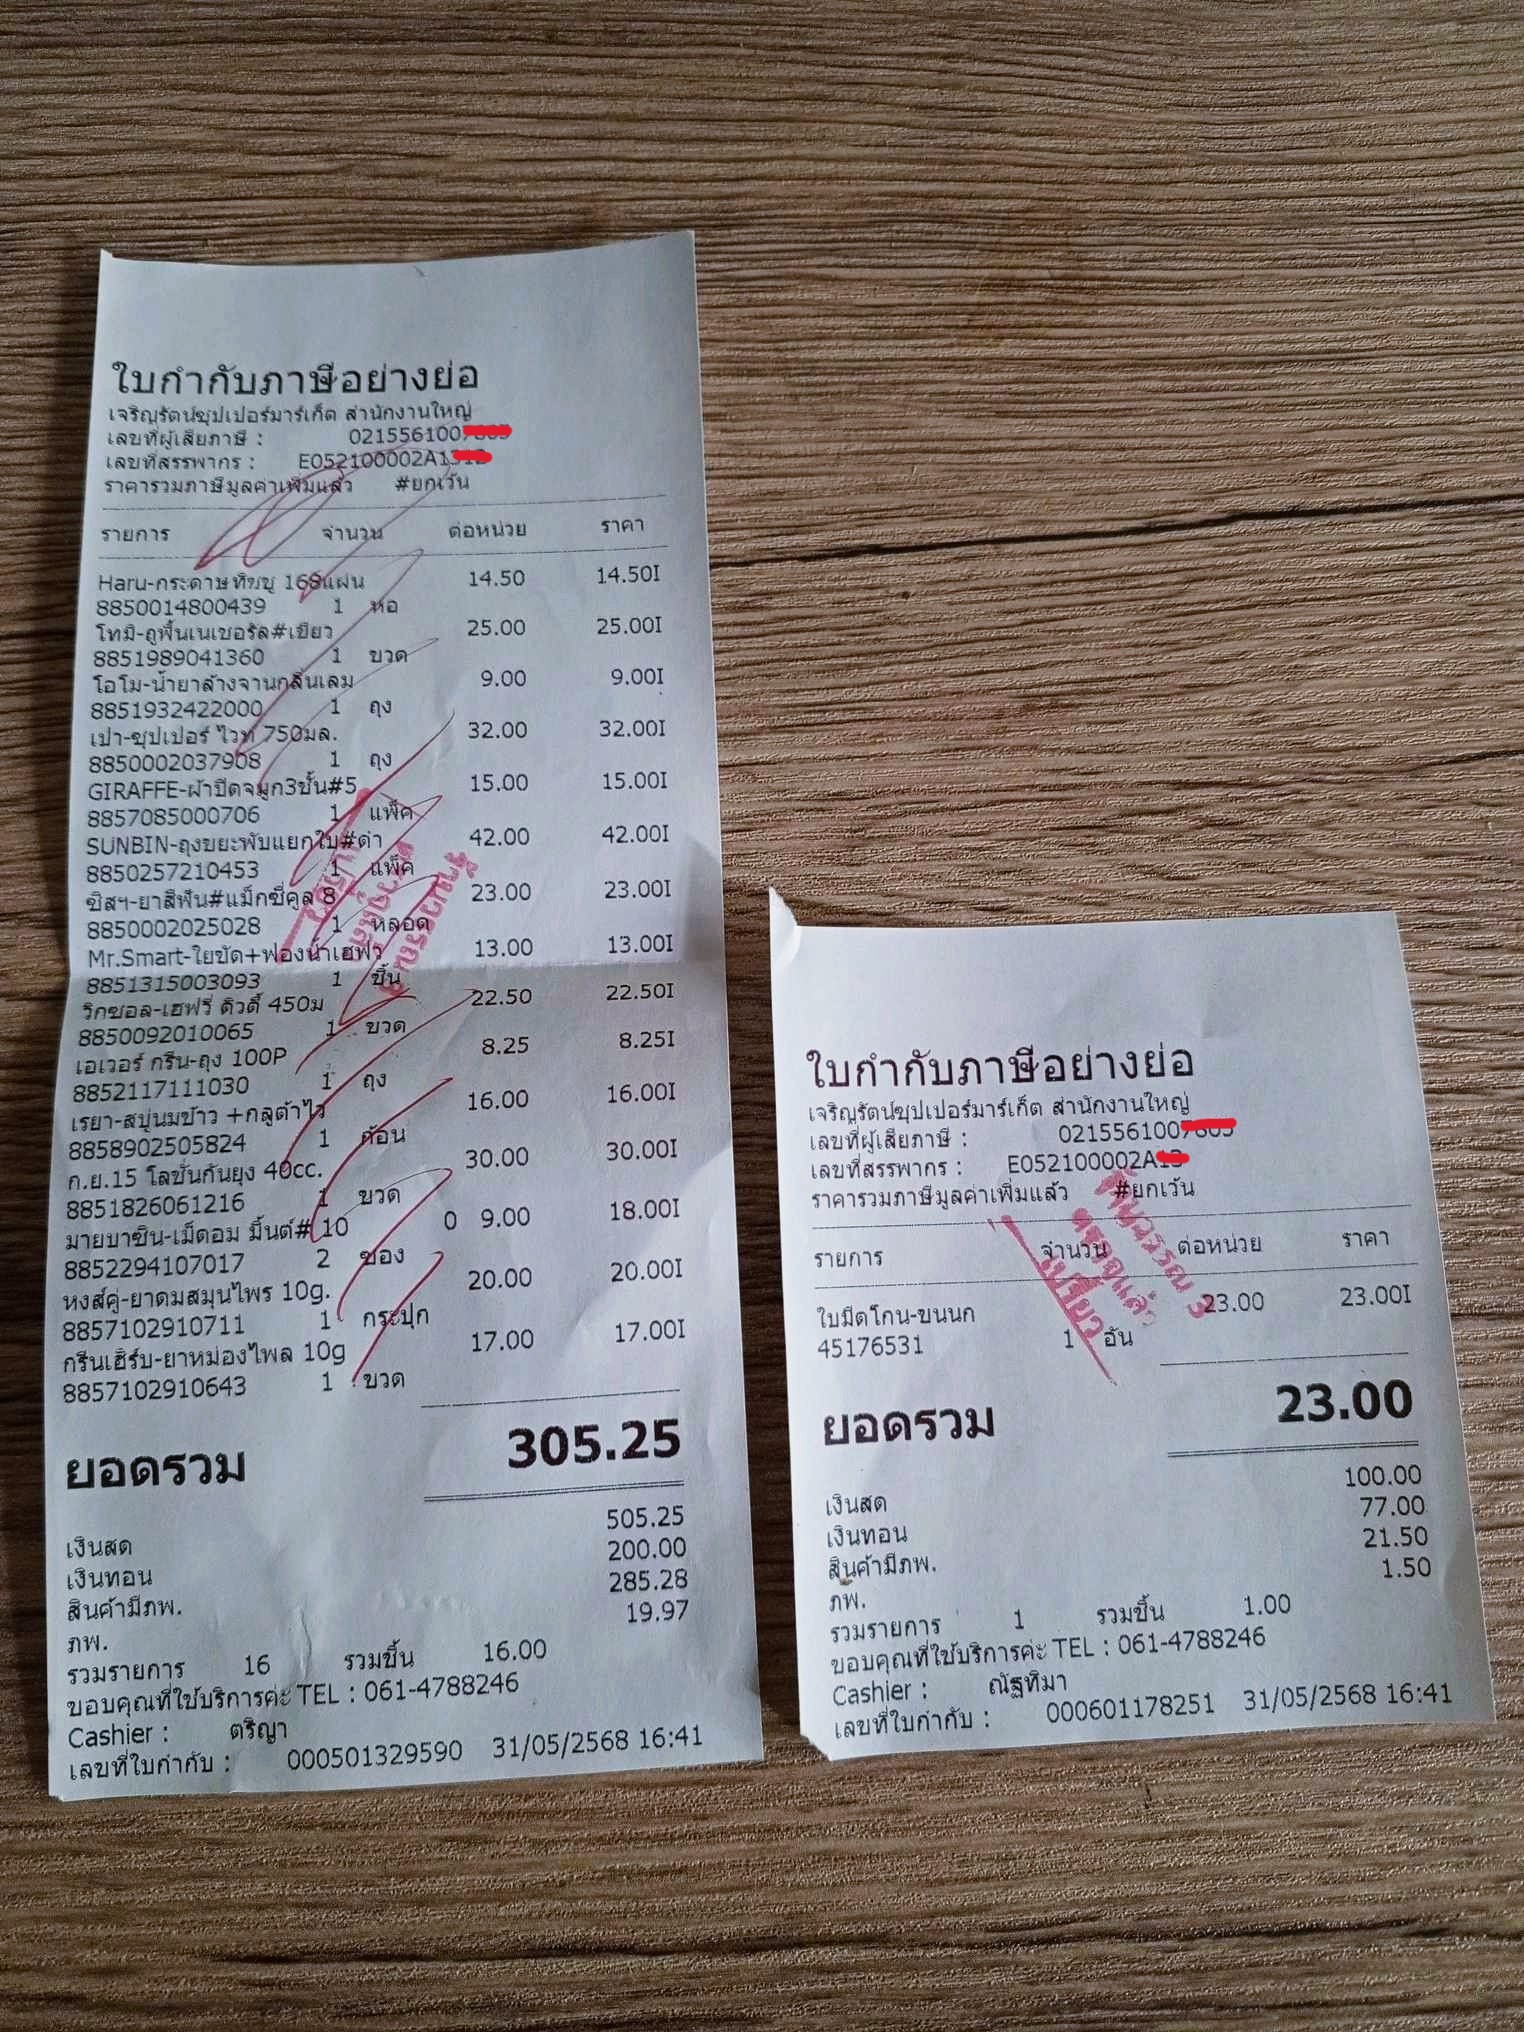 ใบกำกับภาษีอย่างย่อ
เจริญรัตน์ซุปเปอร์มาร์เก็ต สำนักงานใหญ่
เลขที่ผู้เสียภาษี : 0215561007
เลขที่สรรพากร : E052100002A1
ราคารวมภาษีมูลค่าเพิ่มแล้ว #ยกเว้น
รายการ จำนวน ต่อหน่วย ราคา
Haru-กระดาษทิชชู 168แผ่น 14.50 14.50I
8850014800439 1 ห่อ
โทมิ-ถูพื้นเนเชอรัล#เขียว 25.00 25.00I
8851989041360 1 ขวด
โอโม-น้ำยาล้างจานกลิ่นเลม 9.00 9.00I
8851932422000 1 ถุง
เปา-ซุปเปอร์ ไวท์ 750มล. 32.00 32.00I
8850002037908 1 ถุง
GIRAFFE-ผ้าปิดจมูก3ชั้น#5 15.00 15.00I
8857085000706 1 แพ็ค
SUNBIN-ถุงขยะพับแยกใบ#ดำ 42.00 42.00I
8850257210453 1 แพ็ค
ซิสฯ-ยาสีฟัน#แม็กซี่คูล 8 23.00 23.00I
8850002025028 1 หลอด
Mr.Smart-ใยขัด+ฟองน้ำเฮฟว 13.00 13.00I
8851315003093 1 ชิ้น
วิกซอล-เฮฟวี่ ดิวตี้ 450ม 22.50 22.50I
8850092010065 1 ขวด
เอเวอร์ กรีน-ถุง 100P 8.25 8.25I
8852117111030 1 ถุง
เรยา-สบู่นมข้าว +กลูต้าไว 16.00 16.00I
8858902505824 1 ก้อน
ก.ย.15 โลชั่นกันยุง 40cc. 30.00 30.00I
8851826061216 1 ขวด
มายบาซิน-เม็ดอม มิ้นต์# 10 0 9.00 18.00I
8852294107017 2 ซอง
หงส์คู่-ยาดมสมุนไพร 10g. 20.00 20.00I
8857102910711 1 กระปุก
กรีนเฮิร์บ-ยาหม่องไพล 10g 17.00 17.00I
8857102910643 1 ขวด
ยอดรวม 305.25
เงินสด 505.25
เงินทอน 200.00
สินค้ามีภพ. 285.28
ภพ. 19.97
รวมรายการ 16 รวมชิ้น 16.00
ขอบคุณที่ใช้บริการค่ะ TEL : 061-4788246
Cashier : ตริญา
เลขที่ใบกำกับ : 000501329590 31/05/2568 16:41
ใบกำกับภาษีอย่างย่อ
เจริญรัตน์ซุปเปอร์มาร์เก็ต สำนักงานใหญ่
เลขที่ผู้เสียภาษี : 0215561007
เลขที่สรรพากร : E052100002A
ราคารวมภาษีมูลค่าเพิ่มแล้ว #ยกเว้น
รายการ จำนวน ต่อหน่วย ราคา
ใบมีดโกน-ขนนก 23.00 23.00I
45176531 1 อัน
ยอดรวม 23.00
เงินสด 100.00
เงินทอน 77.00
สินค้ามีภพ. 21.50
ภพ. 1.50
รวมรายการ 1 รวมชิ้น 1.00
ขอบคุณที่ใช้บริการค่ะ TEL : 061-4788246
Cashier : ณัฐทิมา
เลขที่ใบกำกับ : 000601178251 31/05/2568 16:41